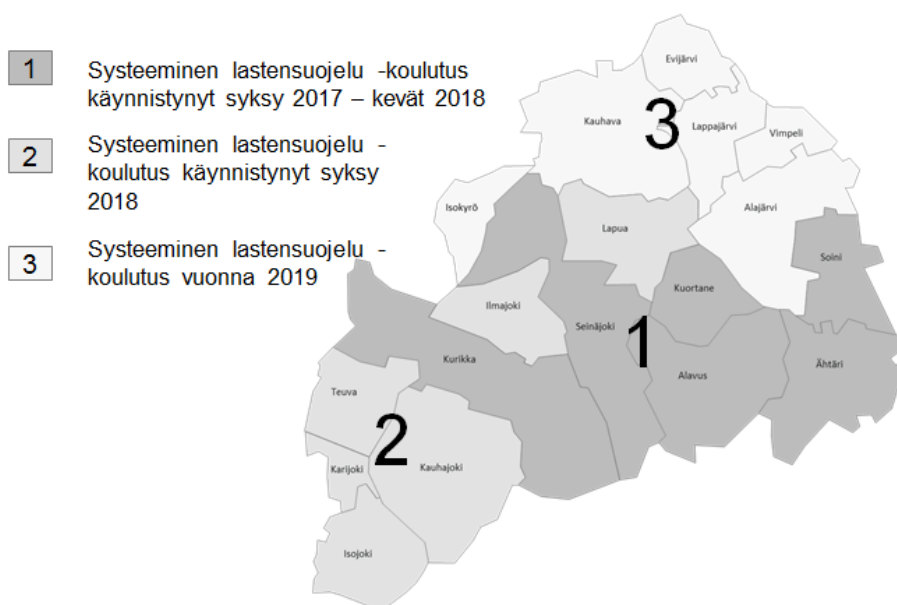 1
Systeeminen lastensuojelu -koulutus
käynnistynyt syksy 2017 – kevät 2018
2
Systeeminen lastensuojelu -
koulutus käynnistynyt syksy
2018
3
Systeeminen lastensuojelu -
koulutus vuonna 2019
Evijärvi
Kauhava
3
Lappajärvi
Vimpeli
Isokyrö
Alajärvi
Lapua
Soini
Kuortane
Ilmajoki
Seinäjoki
1
Kurikka
Alavus
Ähtäri
Teuva
2
Karijoki
Kauhajoki
Isojoki